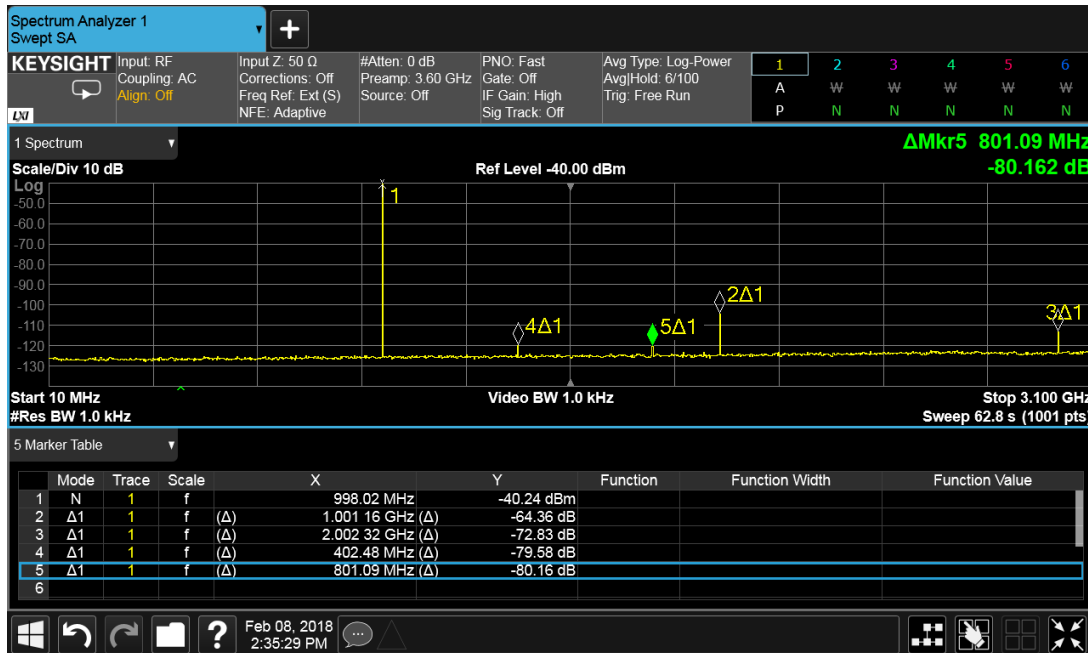 Spectrum Analyzer 1
Swept SA
+
KEYSIGHT
LXI
Input: RF
Coupling: AC
Align: Off
Input Z: 50 Ω
Corrections: Off
Freq Ref: Ext (S)
NFE: Adaptive
#Atten: 0 dB
Preamp: 3.60 GHz
Source: Off
PNO: Fast
Gate: Off
IF Gain: High
Sig Track: Off
Avg Type: Log-Power
Avg|Hold: 6/100
Trig: Free Run
1 2 3 4 5 6
A W W W W W
P N N N N N
1 Spectrum
ΔMkr5 801.09 MHz
-80.162 dB
Scale/Div 10 dB
Ref Level -40.00 dBm
Log
-50.0
-60.0
-70.0
-80.0
-90.0
-100
-110
-120
-130
1
2Δ1
3Δ1
4Δ1
5Δ1
Start 10 MHz
Video BW 1.0 kHz
Stop 3.100 GHz
#Res BW 1.0 kHz
Sweep 62.8 s (1001 pts)
5 Marker Table
Mode Trace Scale X Y Function Function Width Function Value
1 N 1 f 998.02 MHz -40.24 dBm
2 Δ1 1 f (Δ) 1.001 16 GHz (Δ) -64.36 dB
3 Δ1 1 f (Δ) 2.002 32 GHz (Δ) -72.83 dB
4 Δ1 1 f (Δ) 402.48 MHz (Δ) -79.58 dB
5 Δ1 1 f (Δ) 801.09 MHz (Δ) -80.16 dB
6
?
Feb 08, 2018
2:35:29 PM